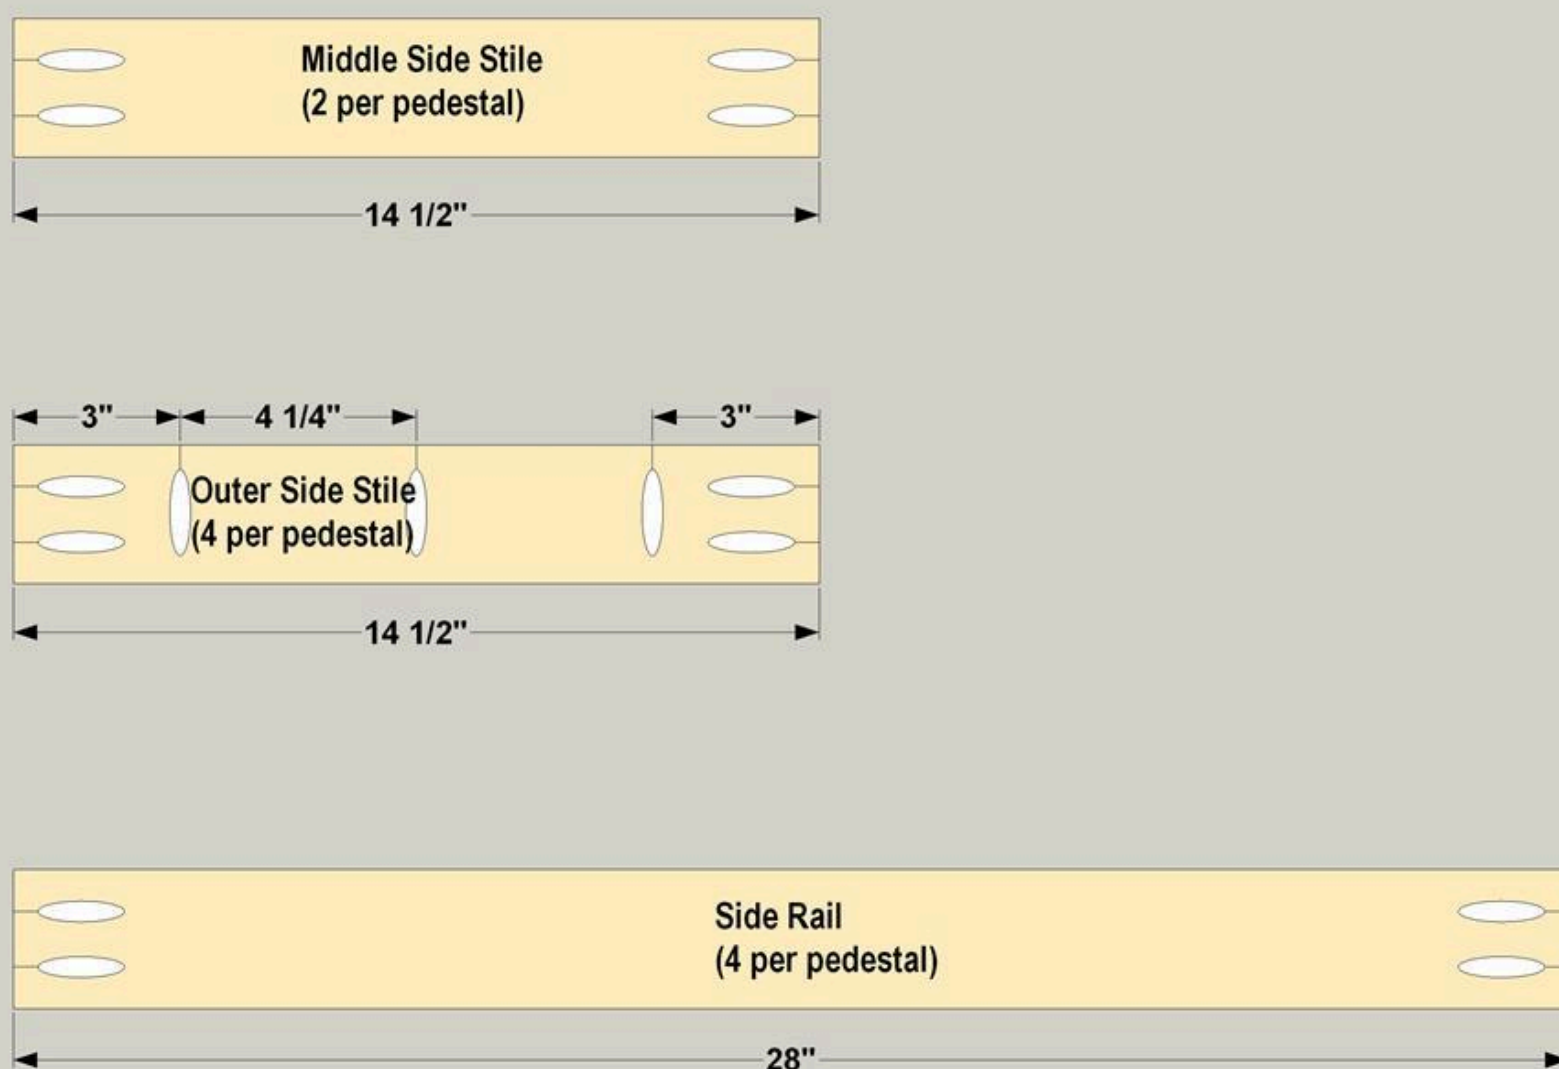 Middle Side Stile
(2 per pedestal)
14 1/2"
3" 4 1/4" 3"
Outer Side Stile
(4 per pedestal)
14 1/2"
Side Rail
(4 per pedestal)
28"